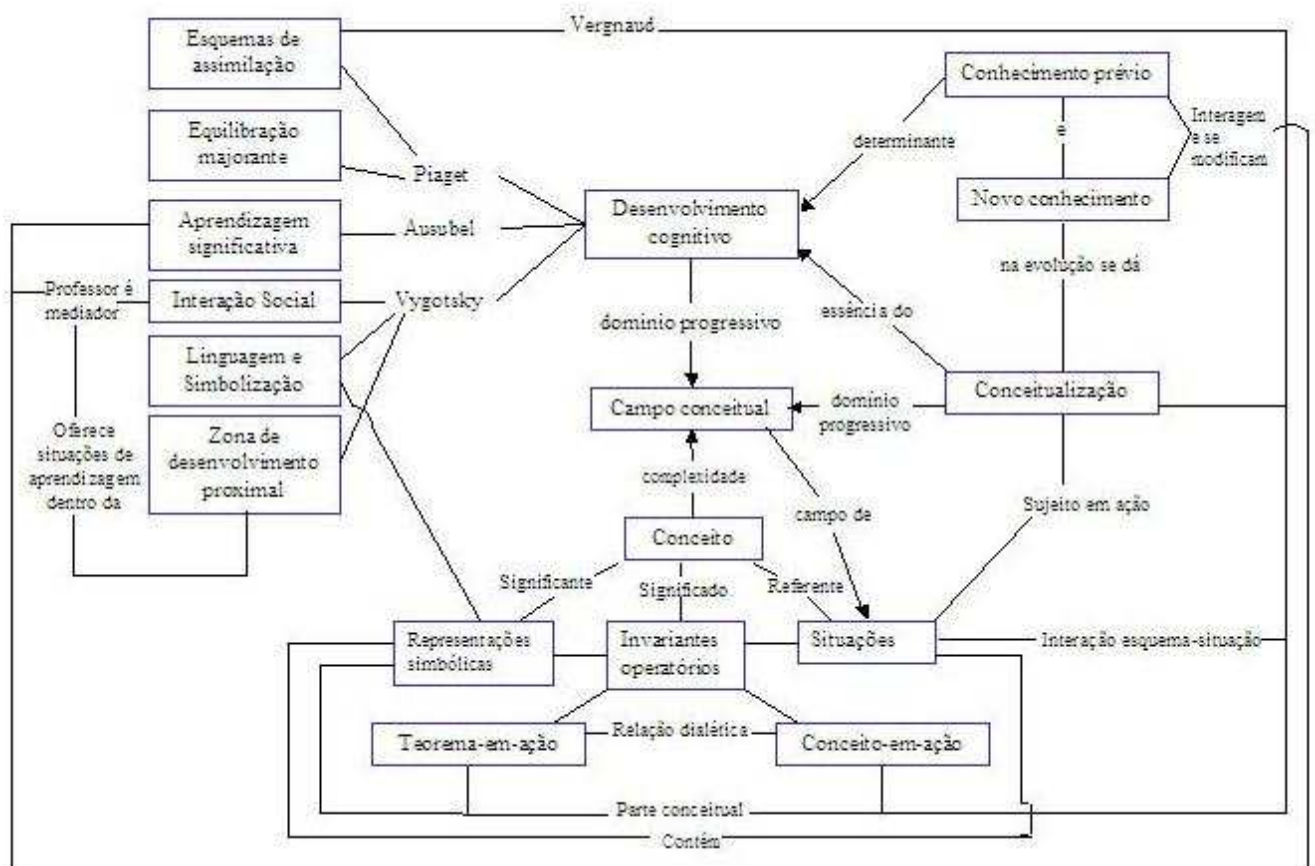 Vergnaud
Esquemas de
assimilação
Conhecimento prévio
Equilibração
majorante
Interagem
e se
modificam
e
determinante
Piaget
Aprendizagem
significativa
Ausubel
Desenvolvimento
cognitivo
Novo conhecimento
na evolução se dá
Professor é
mediador
Interação Social
Vygotsky
essência do
domínio progressivo
Linguagem e
Simbolização
Conceitualização
Campo conceitual
domínio
progressivo
Oferece
situações de
aprendizagem
dentro da
Zona de
desenvolvimento
proximal
complexidade
campo de
Sujeito em ação
Conceito
Significante
Significado
Referente
Representações
simbólicas
Invariantes
operatórios
Situações
Interação esquema-situação
Teorema-em-ação
Relação dialética
Conceito-em-ação
Parte conceitual
Contém